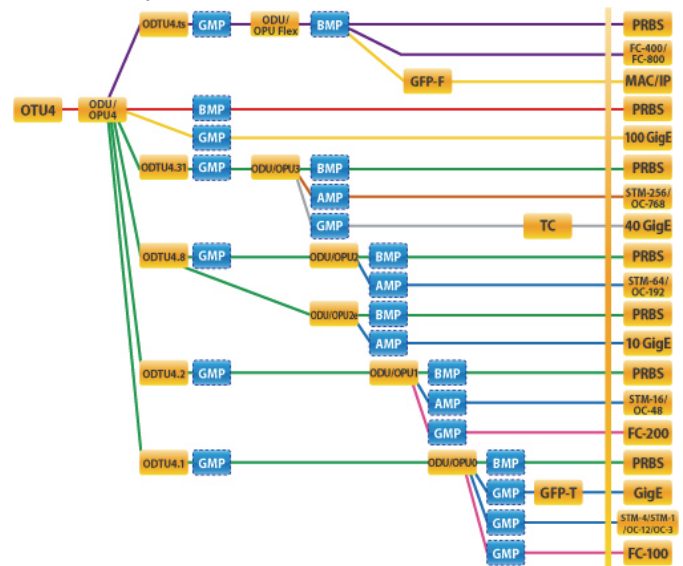 ODTU4.ts GMP ODU/ OPU Flex BMP PRBS
FC-400/ FC-800
GFP-F MAC/IP
OTU4 ODU/ OPU4 BMP PRBS
GMP 100 GigE
ODTU4.31 GMP ODU/OPU3 BMP PRBS
AMP STM-256/ OC-768
GMP TC 40 GigE
ODTU4.8 GMP ODU/OPU2 BMP PRBS
AMP STM-64/ OC-192
ODU/OPU2e BMP PRBS
AMP 10 GigE
ODTU4.2 GMP ODU/OPU1 BMP PRBS
AMP STM-16/ OC-48
GMP FC-200
ODTU4.1 GMP ODU/OPU0 BMP PRBS
GMP GFP-T GigE
GMP STM-4/STM-1 /OC-12/OC-3
GMP FC-100